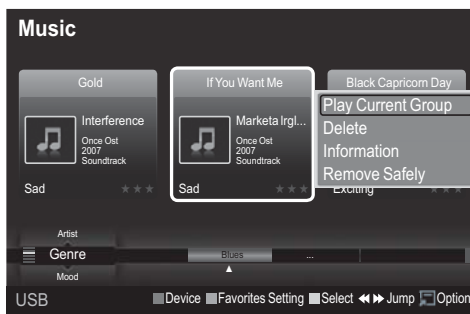 Music
Gold
If You Want Me
Black Capricorn Day
Interference
Once Ost
2007
Soundtrack
Sad
Marketa Irgl...
Once Ost
2007
Soundtrack
Sad
Play Current Group
Delete
Information
Remove Safely
Exciting
Artist
Genre
Mood
Blues
...
USB
Device
Favorites Setting
Select
Jump
Option